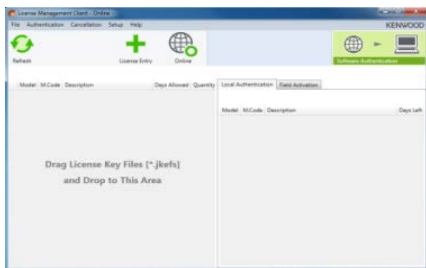 License Management Client - Online
File Authentication Cancellation Setup Help
KENWOOD
Refresh
License Entry
Online
Software Authentication
Model M.Code Description Days Allowed Quantity
Local Authentication Field Activation
Model M.Code Description Days Left
Drag License Key Files [*.jkefs]
and Drop to This Area